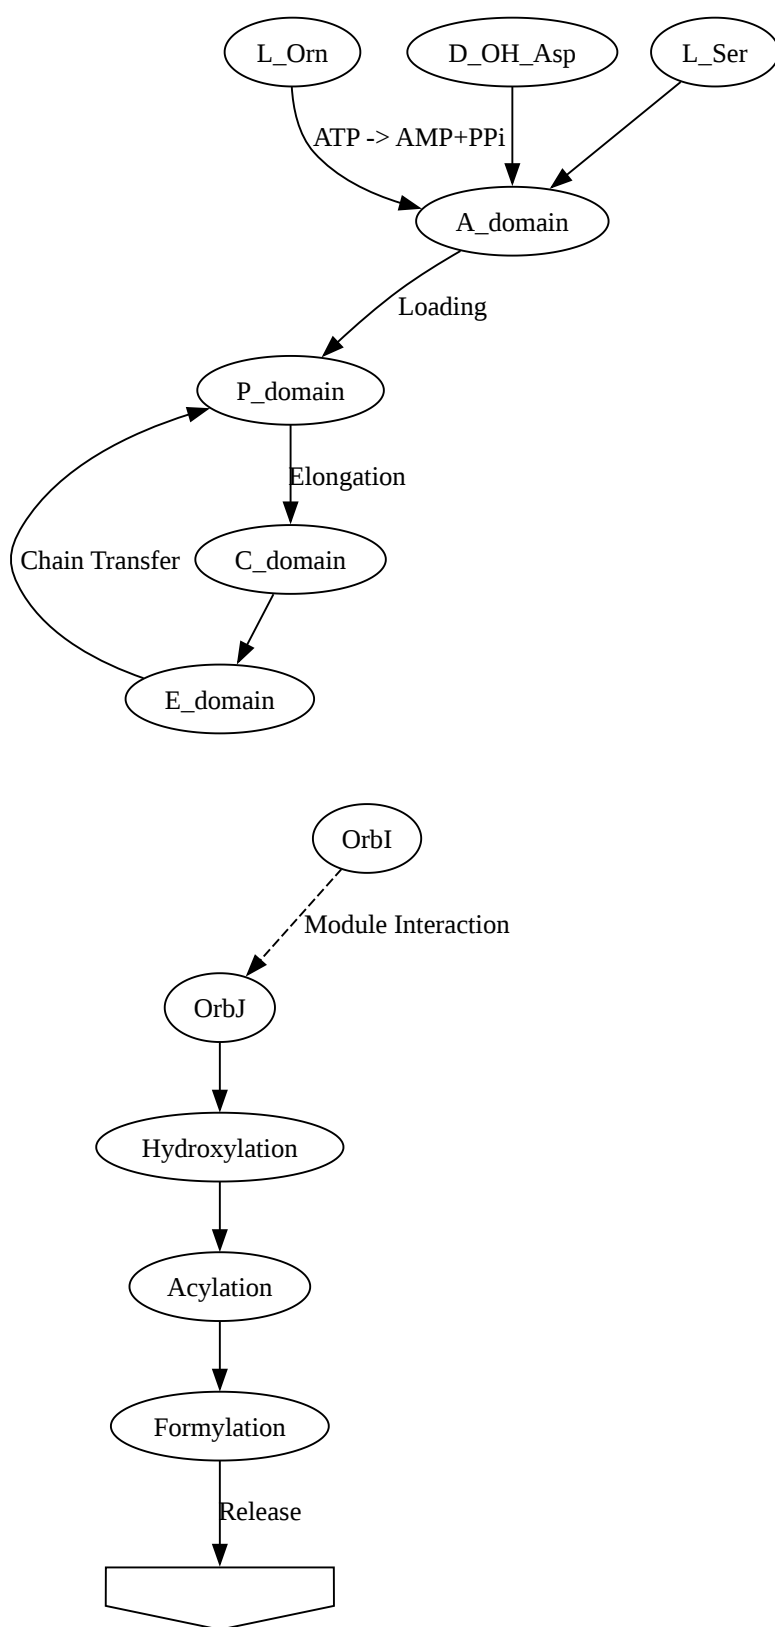 L_Orn
D_OH_Asp
L_Ser
ATP -> AMP+PPi
A_domain
Loading
P_domain
Elongation
Chain Transfer
C_domain
E_domain
OrbI
Module Interaction
OrbJ
Hydroxylation
Acylation
Formylation
Release